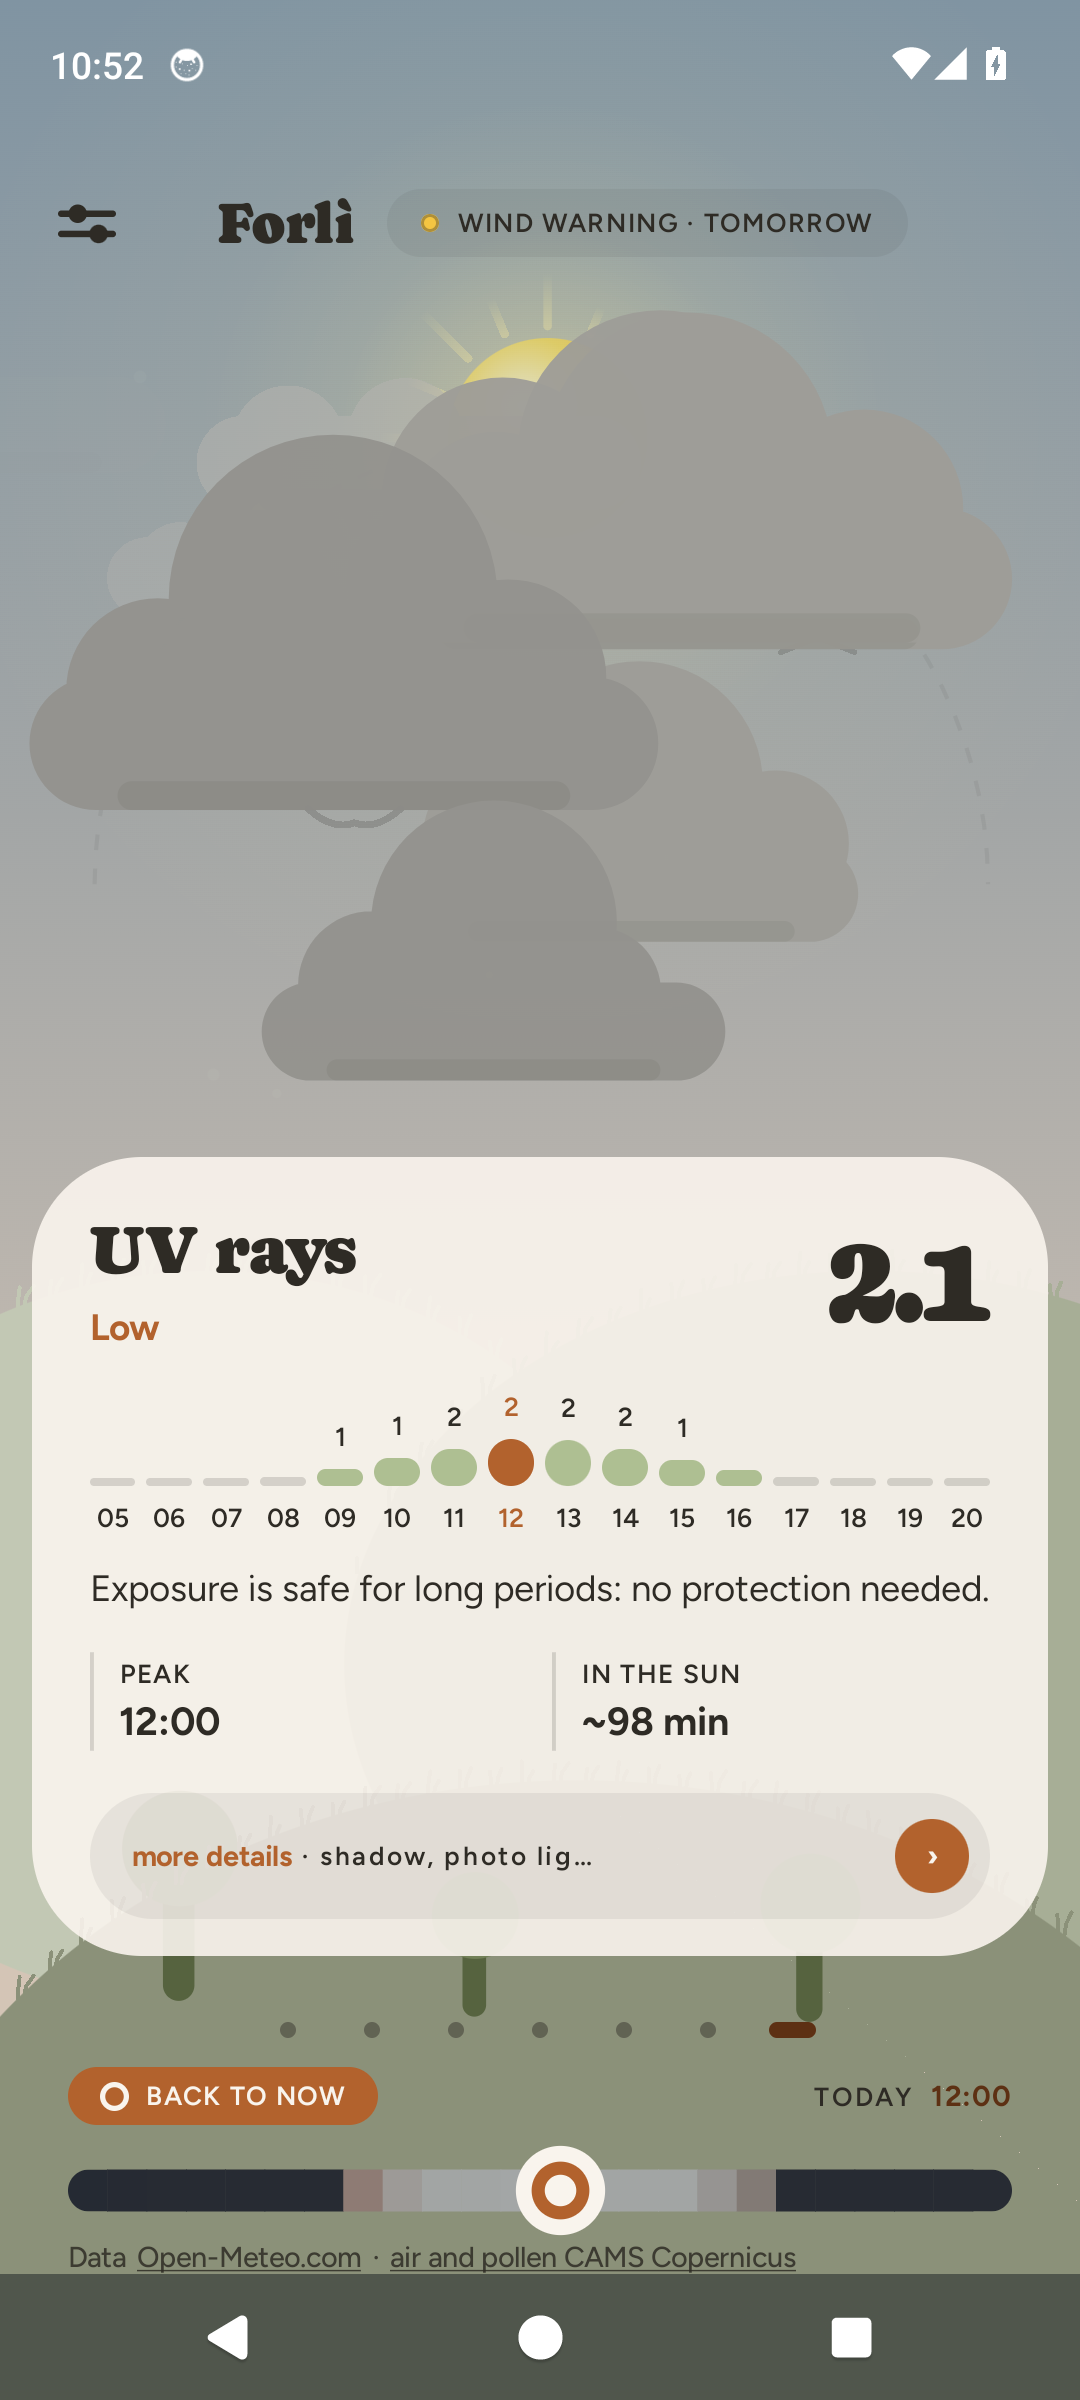 10:52
Forlì
WIND WARNING · TOMORROW
UV rays
2.1
Low
1 1 2 2 2 2 1
05 06 07 08 09 10 11 12 13 14 15 16 17 18 19 20
Exposure is safe for long periods: no protection needed.
PEAK
12:00
IN THE SUN
~98 min
more details · shadow, photo lig…
BACK TO NOW
TODAY 12:00
Data Open-Meteo.com · air and pollen CAMS Copernicus